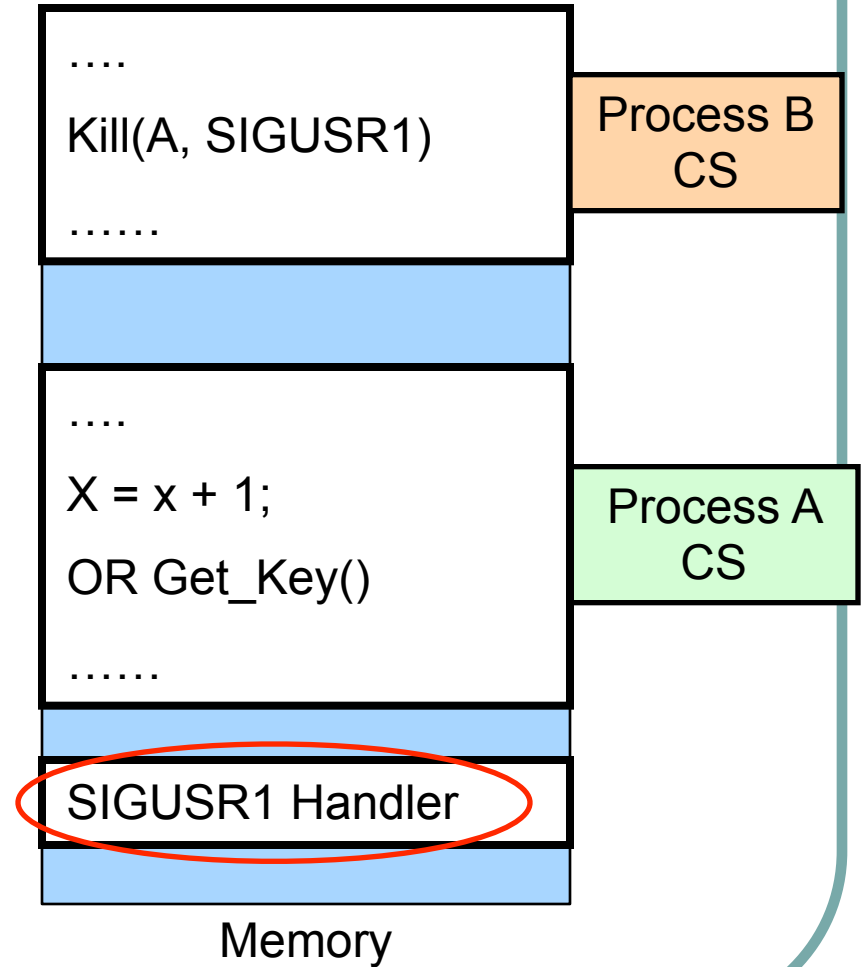 ….
Kill(A, SIGUSR1)
……
Process B
CS
….
X = x + 1;
OR Get_Key()
……
Process A
CS
SIGUSR1 Handler
Memory